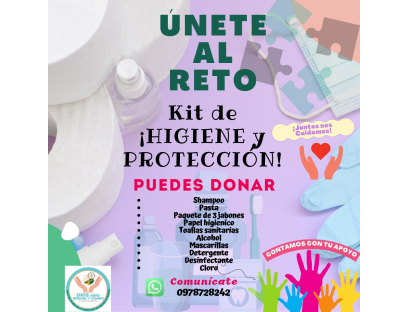 ÚNETE
AL
RETO
Kit de
¡HIGIENE y
PROTECCIÓN!
¡Juntos nos
Cuidamos!
PUEDES DONAR
Shampoo
Pasta
Paquete de 3 jabones
Papel higienico
Toallas sanitarias
Alcohol
Mascarillas
Detergente
Desinfectante
Cloro
CONTAMOS CON TU APOYO
Comunícate
0978728242